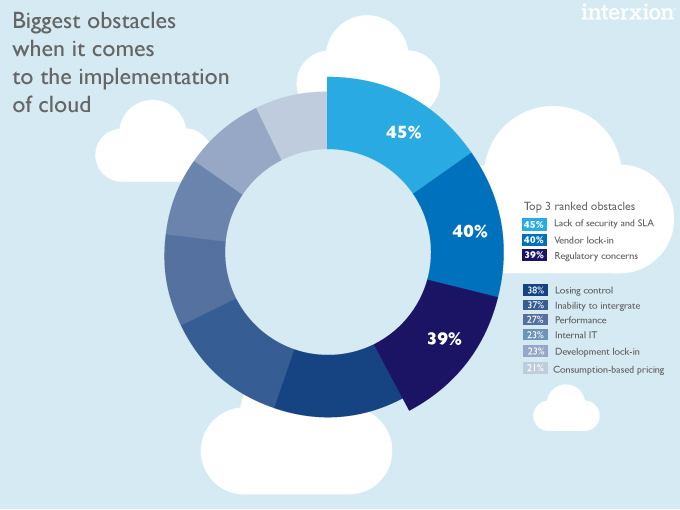 Biggest obstacles
when it comes
to the implementation
of cloud
interxion
45%
40%
39%
Top 3 ranked obstacles
45% Lack of security and SLA
40% Vendor lock-in
39% Regulatory concerns
38% Losing control
37% Inability to intergrate
27% Performance
23% Internal IT
23% Development lock-in
21% Consumption-based pricing